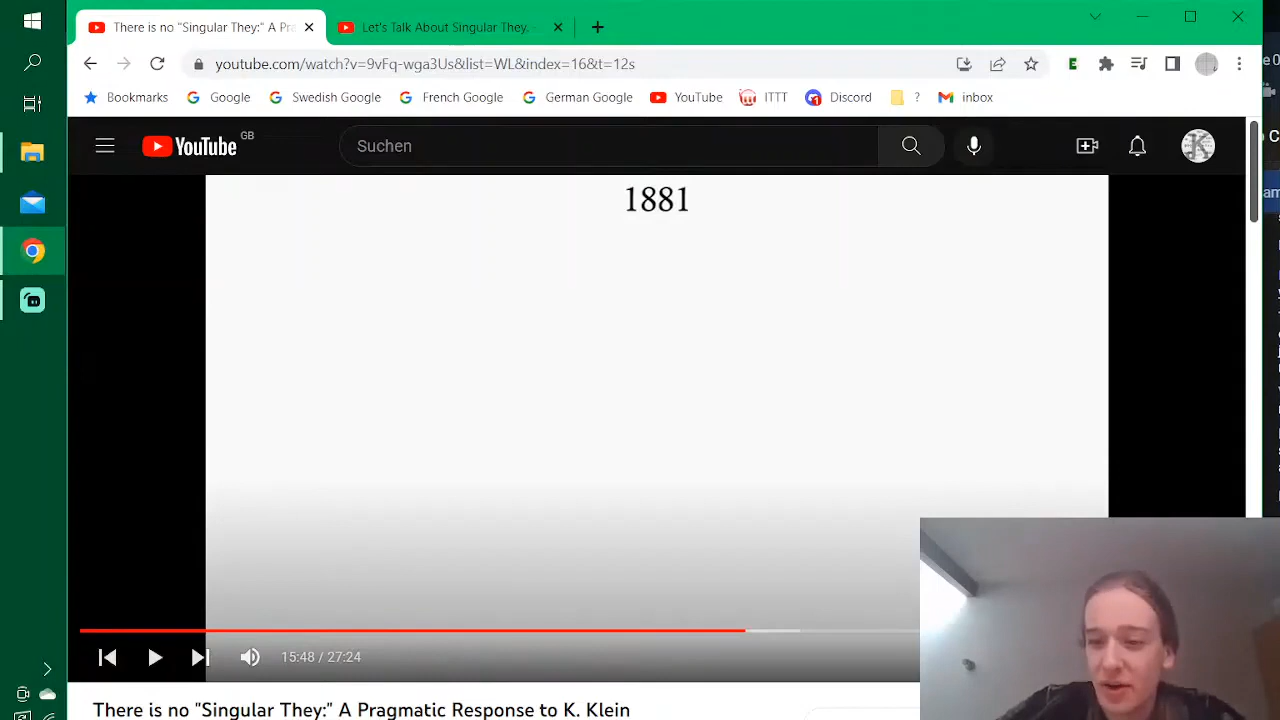 There is no "Singular They:" A Pra
Let's Talk About Singular They,
youtube.com/watch?v=9vFq-wga3Us&list=WL&index=16&t=12s
E
Bookmarks Google Swedish Google French Google German Google YouTube ITTT Discord ? inbox
YouTube GB
Suchen
K
1881
15:48 / 27:24
There is no "Singular They:" A Pragmatic Response to K. Klein